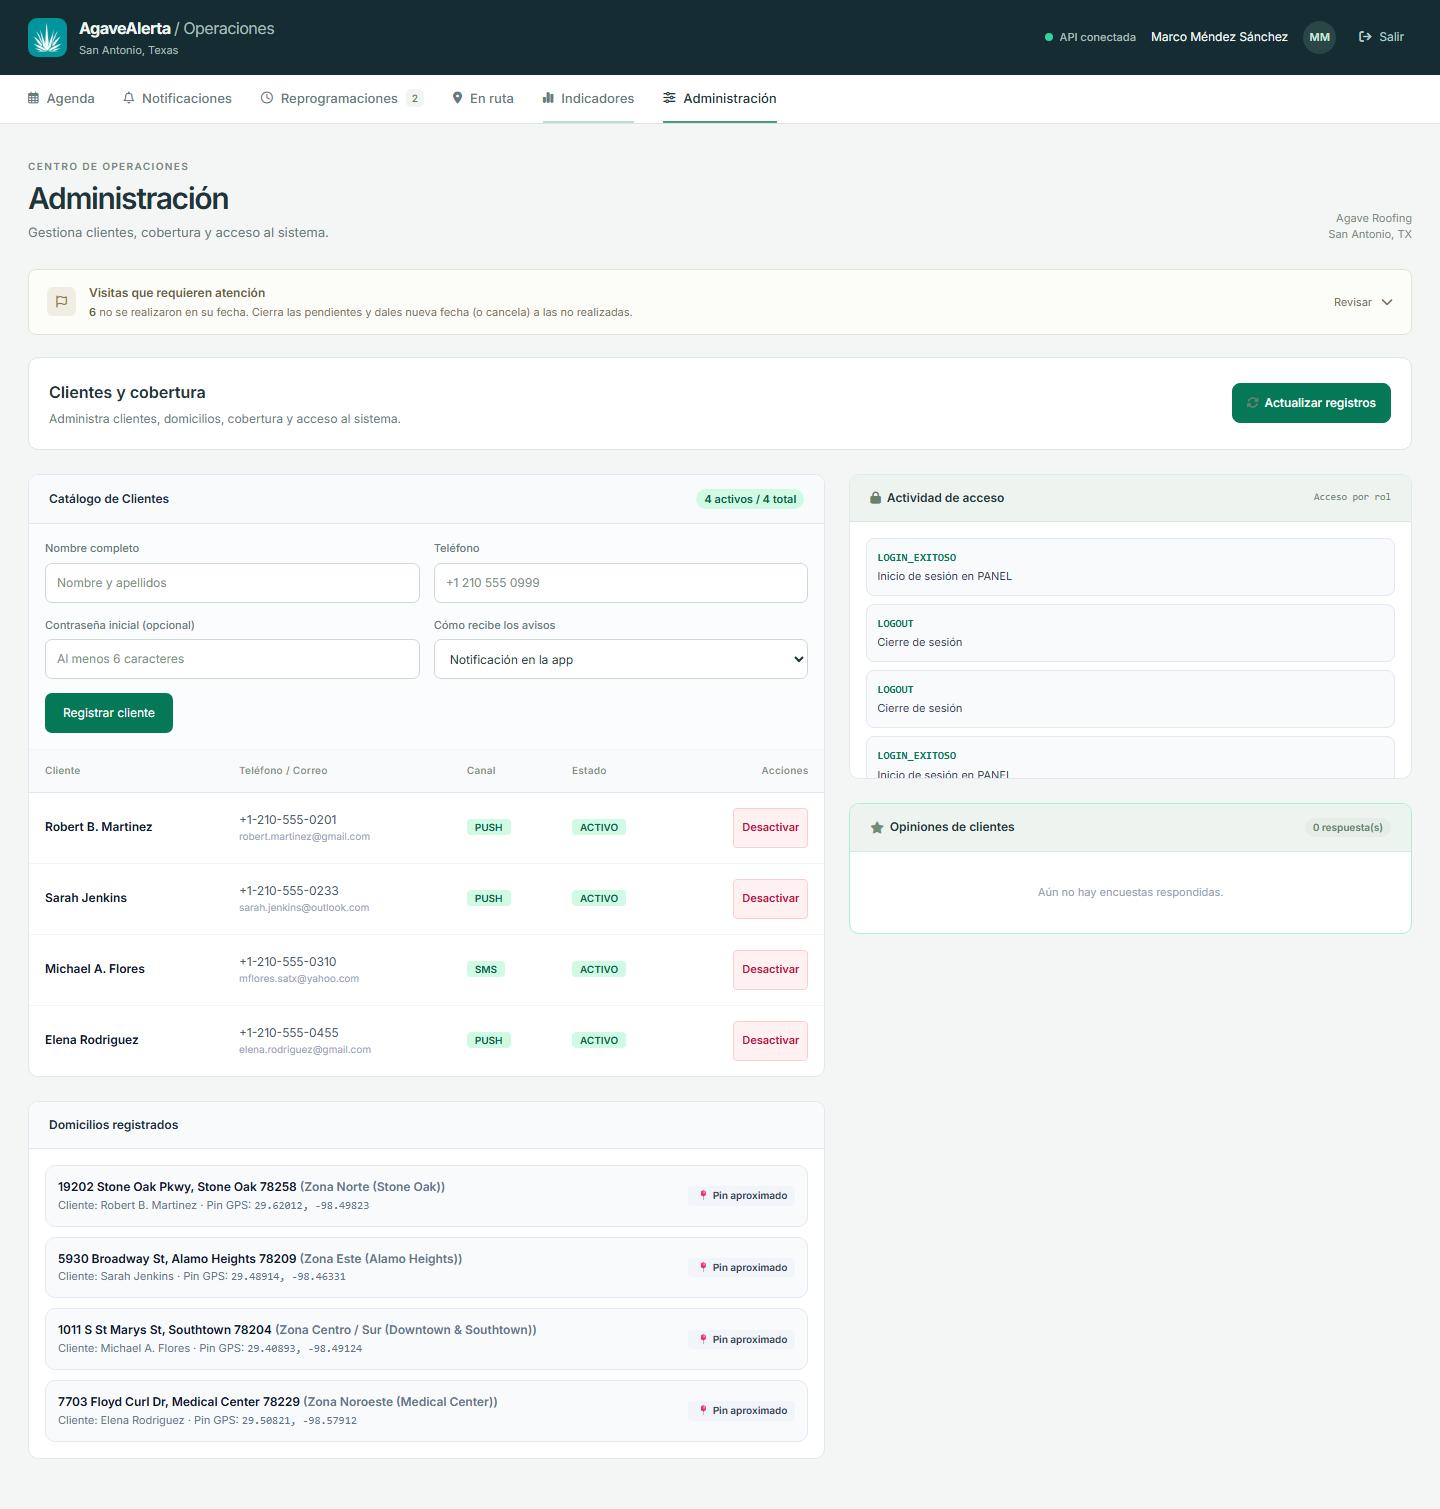 AgaveAlerta / Operaciones
San Antonio, Texas
API conectada
Marco Méndez Sánchez
MM
Salir
Agenda
Notificaciones
Reprogramaciones 2
En ruta
Indicadores
Administración
CENTRO DE OPERACIONES
Administración
Gestiona clientes, cobertura y acceso al sistema.
Agave Roofing
San Antonio, TX
Visitas que requieren atención
6 no se realizaron en su fecha. Cierra las pendientes y dales nueva fecha (o cancela) a las no realizadas.
Revisar
Clientes y cobertura
Administra clientes, domicilios, cobertura y acceso al sistema.
Actualizar registros
Catálogo de Clientes
4 activos / 4 total
Nombre completo
Teléfono
Nombre y apellidos
+1 210 555 0999
Contraseña inicial (opcional)
Cómo recibe los avisos
Al menos 6 caracteres
Notificación en la app
Registrar cliente
Cliente
Teléfono / Correo
Canal
Estado
Acciones
Robert B. Martinez
+1-210-555-0201
robert.martinez@gmail.com
PUSH
ACTIVO
Desactivar
Sarah Jenkins
+1-210-555-0233
sarah.jenkins@outlook.com
PUSH
ACTIVO
Desactivar
Michael A. Flores
+1-210-555-0310
mflores.satx@yahoo.com
SMS
ACTIVO
Desactivar
Elena Rodriguez
+1-210-555-0455
elena.rodriguez@gmail.com
PUSH
ACTIVO
Desactivar
Domicilios registrados
19202 Stone Oak Pkwy, Stone Oak 78258 (Zona Norte (Stone Oak))
Cliente: Robert B. Martinez · Pin GPS: 29.62012, -98.49823
Pin aproximado
5930 Broadway St, Alamo Heights 78209 (Zona Este (Alamo Heights))
Cliente: Sarah Jenkins · Pin GPS: 29.48914, -98.46331
Pin aproximado
1011 S St Marys St, Southtown 78204 (Zona Centro / Sur (Downtown & Southtown))
Cliente: Michael A. Flores · Pin GPS: 29.40893, -98.49124
Pin aproximado
7703 Floyd Curl Dr, Medical Center 78229 (Zona Noroeste (Medical Center))
Cliente: Elena Rodriguez · Pin GPS: 29.50821, -98.57912
Pin aproximado
Actividad de acceso
Acceso por rol
LOGIN_EXITOSO
Inicio de sesión en PANEL
LOGOUT
Cierre de sesión
LOGOUT
Cierre de sesión
LOGIN_EXITOSO
Inicio de sesión en PANEL
Opiniones de clientes
0 respuesta(s)
Aún no hay encuestas respondidas.